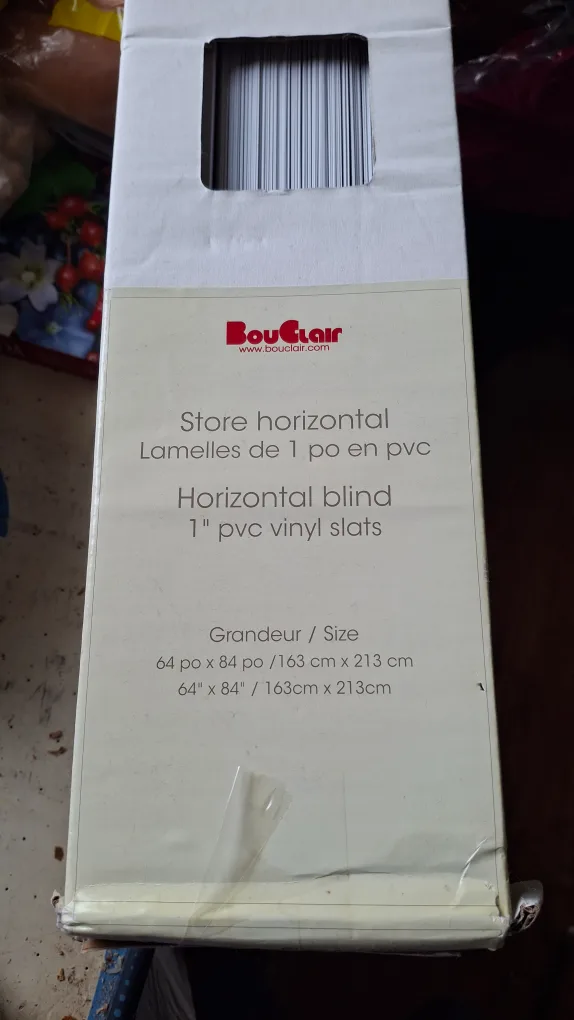 BouClair
www.bouclair.com
Store horizontal
Lamelles de 1 po en pvc
Horizontal blind
1" pvc vinyl slats
Grandeur / Size
64 po x 84 po /163 cm x 213 cm
64" x 84" / 163cm x 213cm